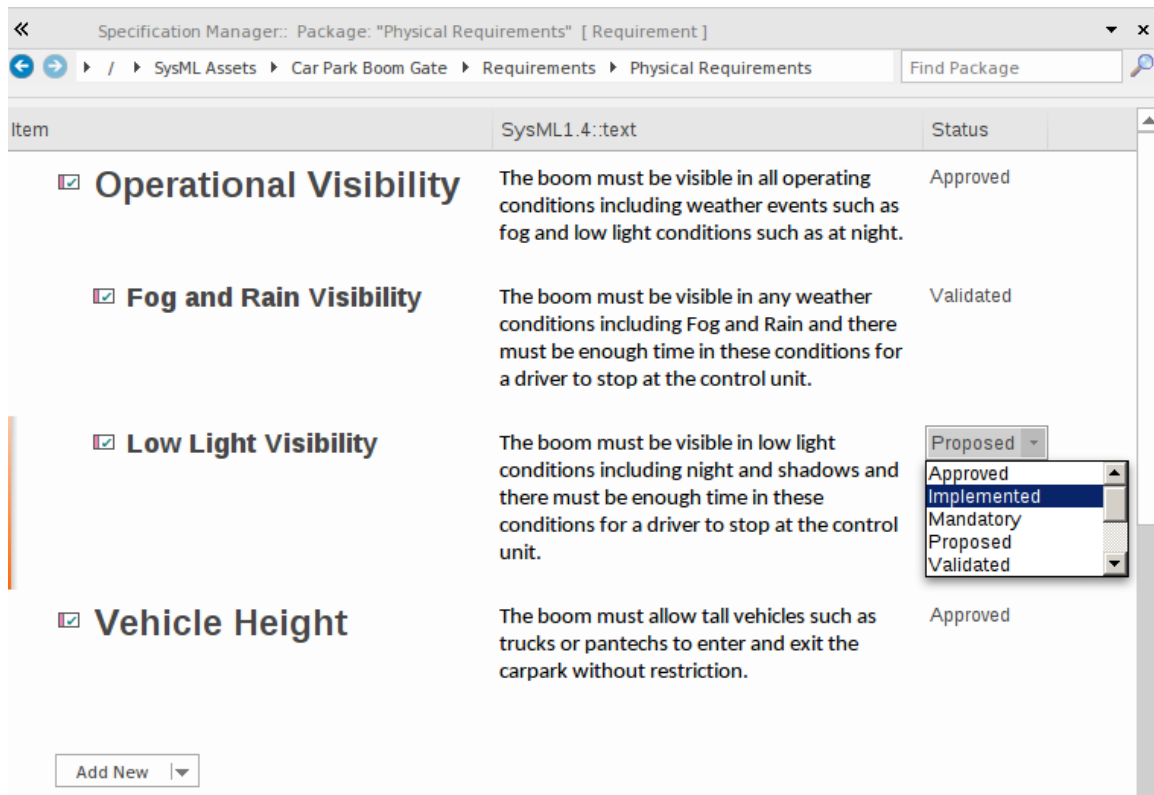 Specification Manager:: Package: "Physical Requirements" [ Requirement ]
/ SysML Assets Car Park Boom Gate Requirements Physical Requirements Find Package
Item SysML1.4::text Status
Operational Visibility
The boom must be visible in all operating
conditions including weather events such as
fog and low light conditions such as at night.
Approved
Fog and Rain Visibility
The boom must be visible in any weather
conditions including Fog and Rain and there
must be enough time in these conditions for
a driver to stop at the control unit.
Validated
Low Light Visibility
The boom must be visible in low light
conditions including night and shadows and
there must be enough time in these
conditions for a driver to stop at the control
unit.
Proposed
Approved
Implemented
Mandatory
Proposed
Validated
Vehicle Height
The boom must allow tall vehicles such as
trucks or pantechs to enter and exit the
carpark without restriction.
Approved
Add New